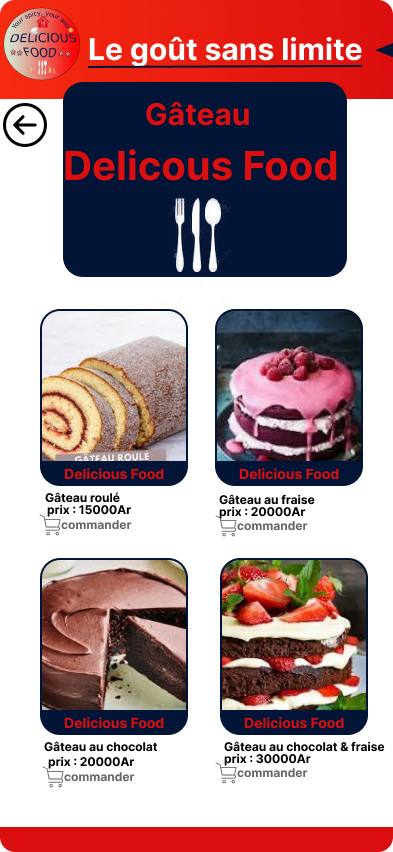 your spicy, your way
DELICIOUS
FOOD
Le goût sans limite
Gâteau
Delicous Food
GÂTEAU ROULÉ
Delicious Food
Delicious Food
Gâteau roulé
prix : 15000Ar
commander
Gâteau au fraise
prix : 20000Ar
commander
Delicious Food
Delicious Food
Gâteau au chocolat
prix : 20000Ar
commander
Gâteau au chocolat & fraise
prix : 30000Ar
commander